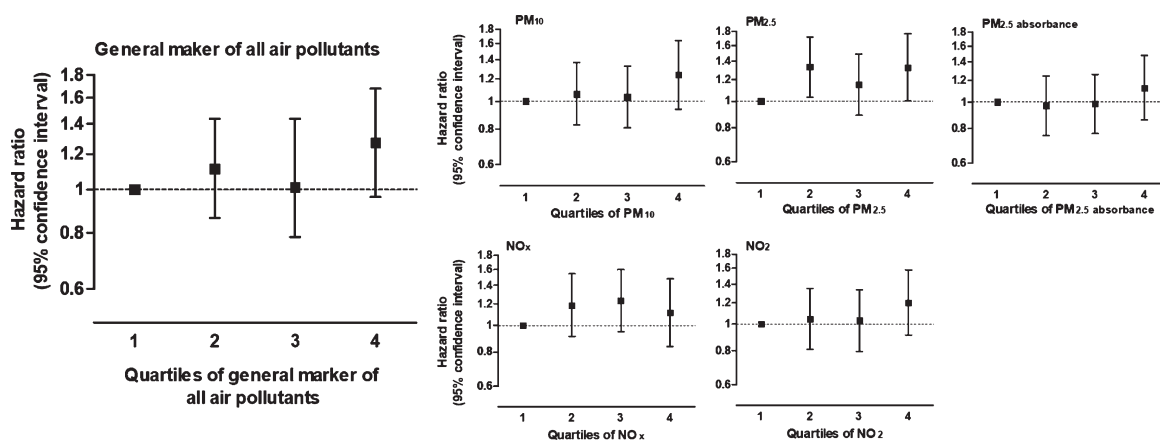 General maker of all air pollutants
Hazard ratio
(95% confidence interval)
1.8
1.6
1.4
1.2
1
0.8
0.6
1 2 3 4
Quartiles of general marker of
all air pollutants
PM10
Hazard ratio
(95% confidence interval)
1.8
1.6
1.4
1.2
1
0.8
0.6
1 2 3 4
Quartiles of PM10
PM2.5
1.8
1.6
1.4
1.2
1
0.8
0.6
1 2 3 4
Quartiles of PM2.5
PM2.5 absorbance
1.8
1.6
1.4
1.2
1
0.8
0.6
1 2 3 4
Quartiles of PM2.5 absorbance
NOx
Hazard ratio
(95% confidence interval)
1.8
1.6
1.4
1.2
1
0.8
0.6
1 2 3 4
Quartiles of NOx
NO2
1.8
1.6
1.4
1.2
1
0.8
0.6
1 2 3 4
Quartiles of NO2